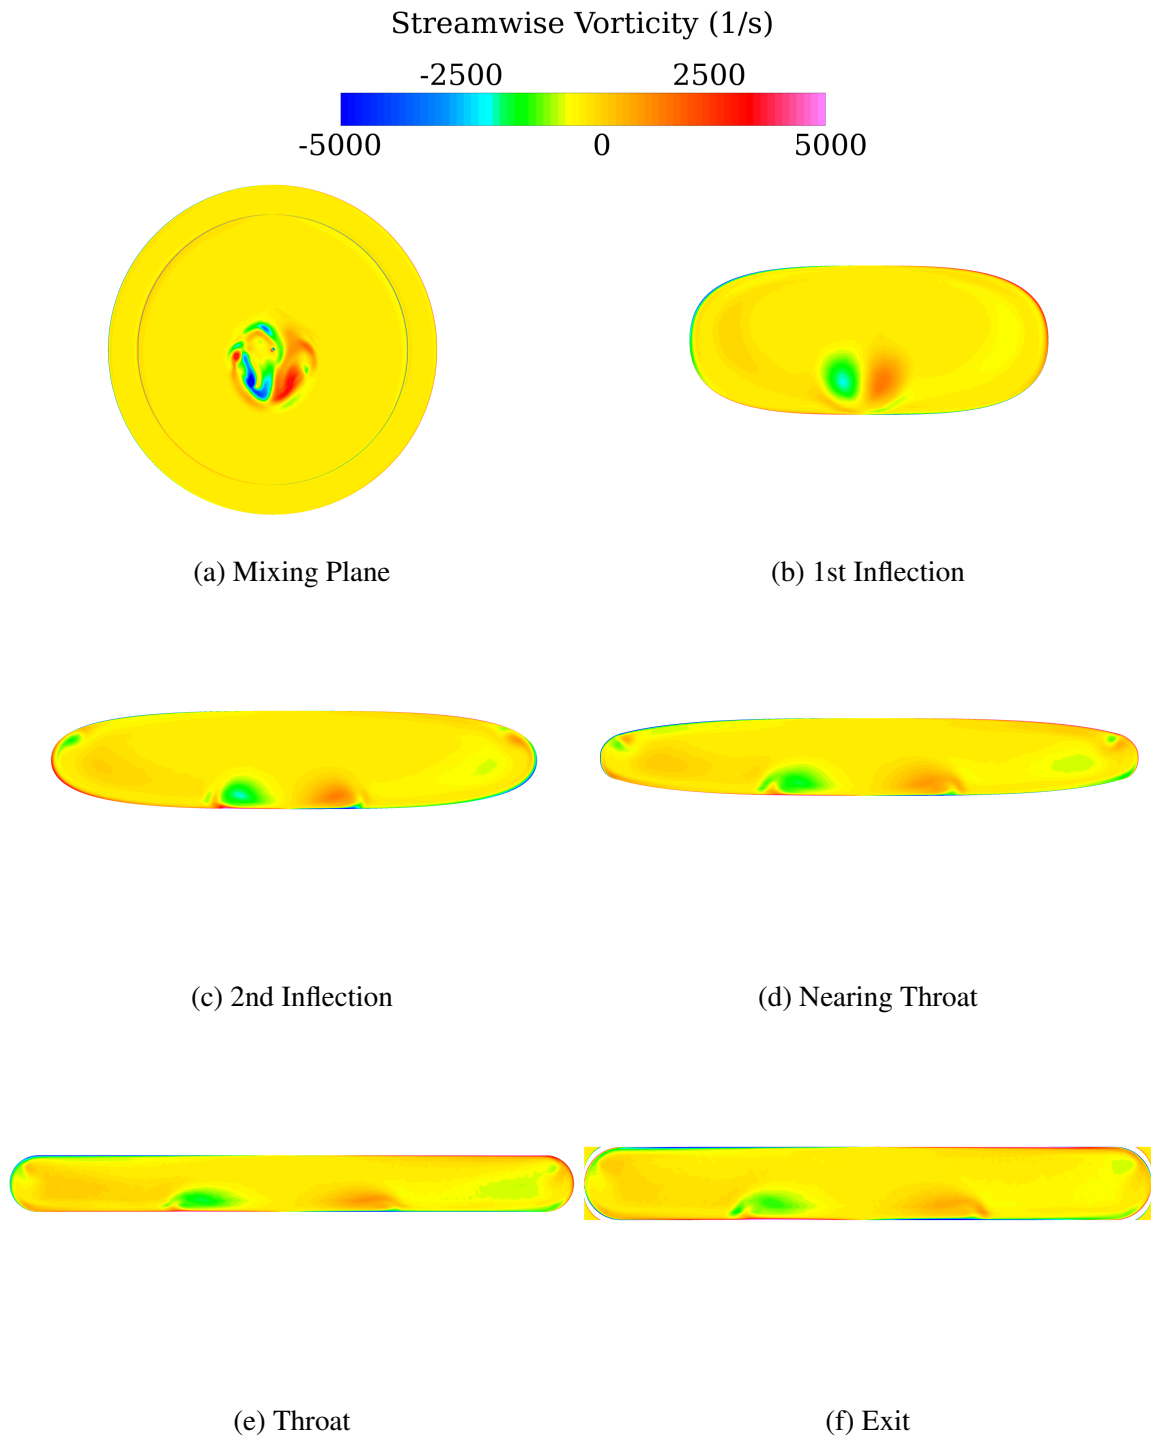 Streamwise Vorticity (1/s)
-2500 2500
-5000 0 5000
(a) Mixing Plane
(b) 1st Inflection
(c) 2nd Inflection
(d) Nearing Throat
(e) Throat
(f) Exit